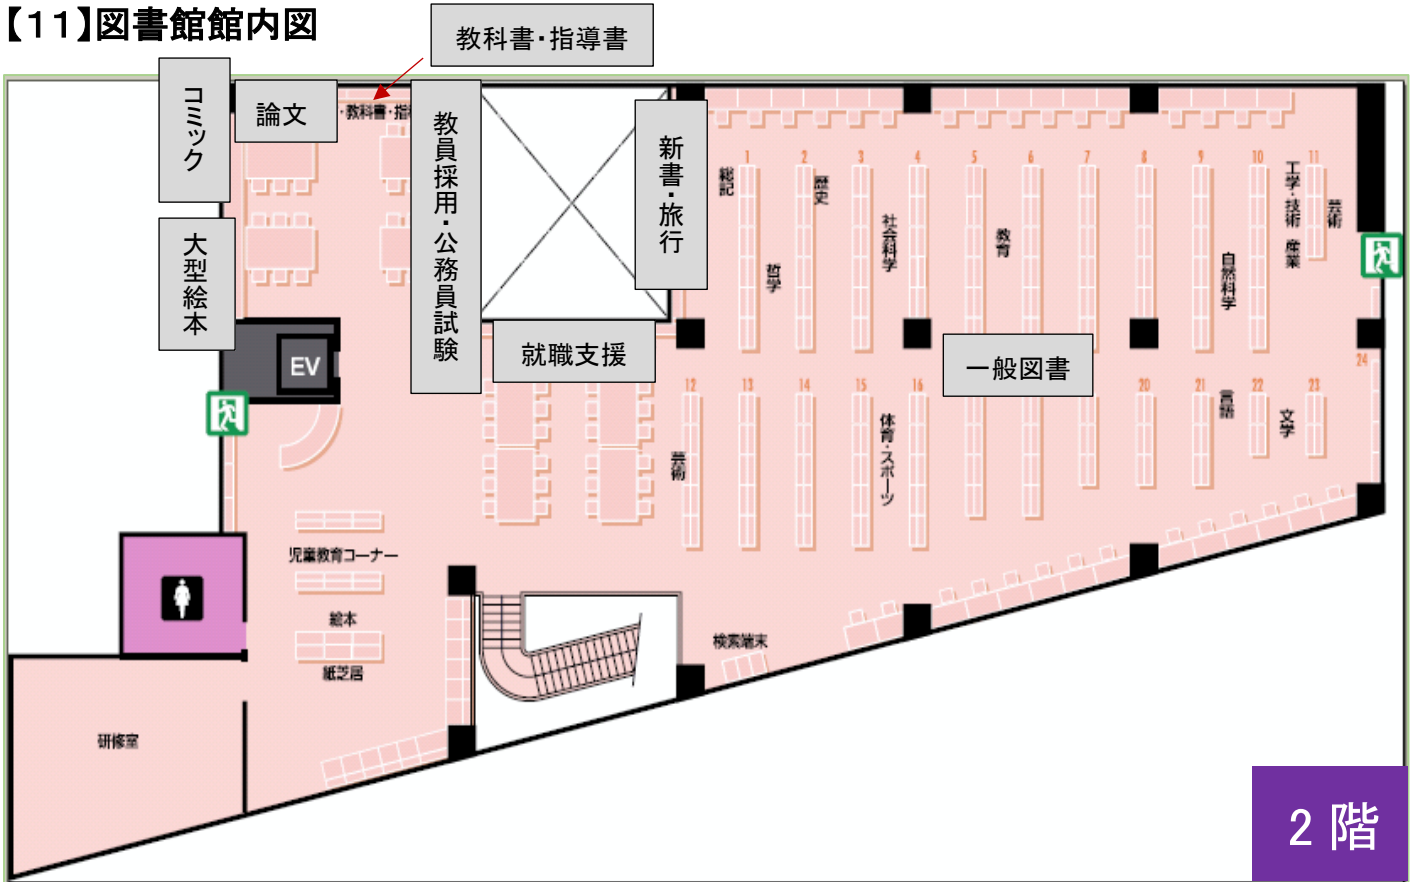 【11】図書館館内図
教科書・指導書
コミック
論文
・教科書・指
教員採用・公務員試験
新書・旅行
大型絵本
就職支援
一般図書
EV
1
2
3
4
5
6
7
8
9
10
11
総記
歴史
哲学
社会科学
教育
自然科学
工学・技術 産業
芸術
12
13
14
15
16
20
21
22
23
24
芸術
体育・スポーツ
言語
文学
児童教育コーナー
絵本
紙芝居
検索端末
研修室
2階